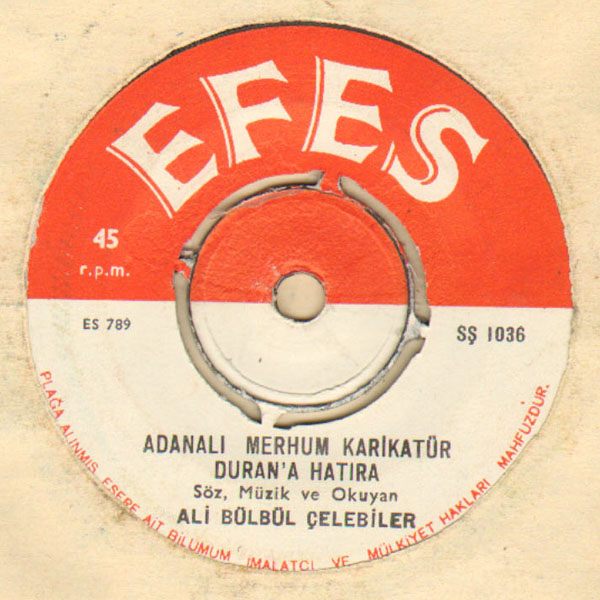 EFES
45
r.p.m.
ES 789
SŞ 1036
ADANALI MERHUM KARİKATÜR
DURAN'A HATIRA
Söz, Müzik ve Okuyan
ALİ BÜLBÜL ÇELEBİLER
PLAĞA ALINMIŞ ESERE AİT BİLUMUM İMALATCI VE MÜLKİYET HAKLARI MAHFUZDUR.